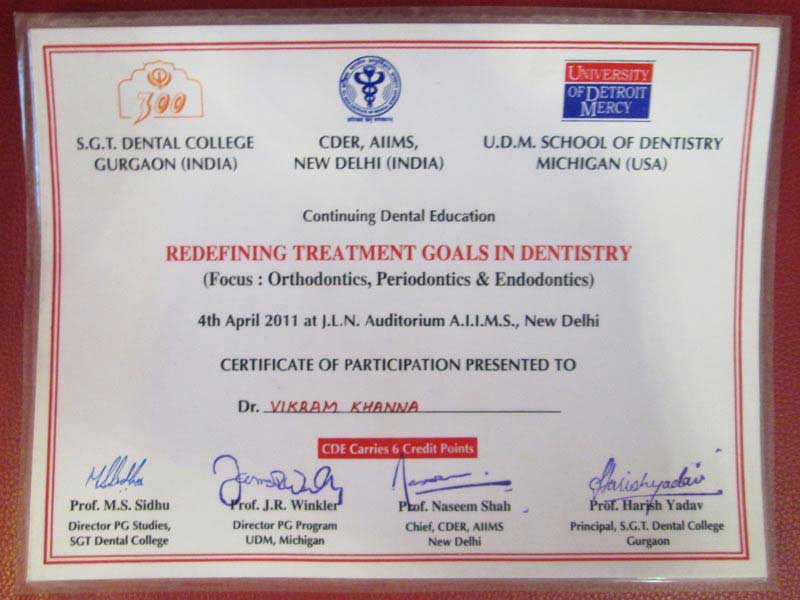 300
UNIVERSITY
OF DETROIT
MERCY
S.G.T. DENTAL COLLEGE
GURGAON (INDIA)
CDER, AIIMS,
NEW DELHI (INDIA)
U.D.M. SCHOOL OF DENTISTRY
MICHIGAN (USA)
Continuing Dental Education
REDEFINING TREATMENT GOALS IN DENTISTRY
(Focus : Orthodontics, Periodontics & Endodontics)
4th April 2011 at J.L.N. Auditorium A.I.I.M.S., New Delhi
CERTIFICATE OF PARTICIPATION PRESENTED TO
Dr. VIKRAM KHANNA
CDE Carries 6 Credit Points
Prof. M.S. Sidhu
Director PG Studies,
SGT Dental College
Prof. J.R. Winkler
Director PG Program
UDM, Michigan
Prof. Naseem Shah
Chief, CDER, AIIMS
New Delhi
Harishyadav
Prof. Harjsh Yadav
Principal, S.G.T. Dental College
Gurgaon